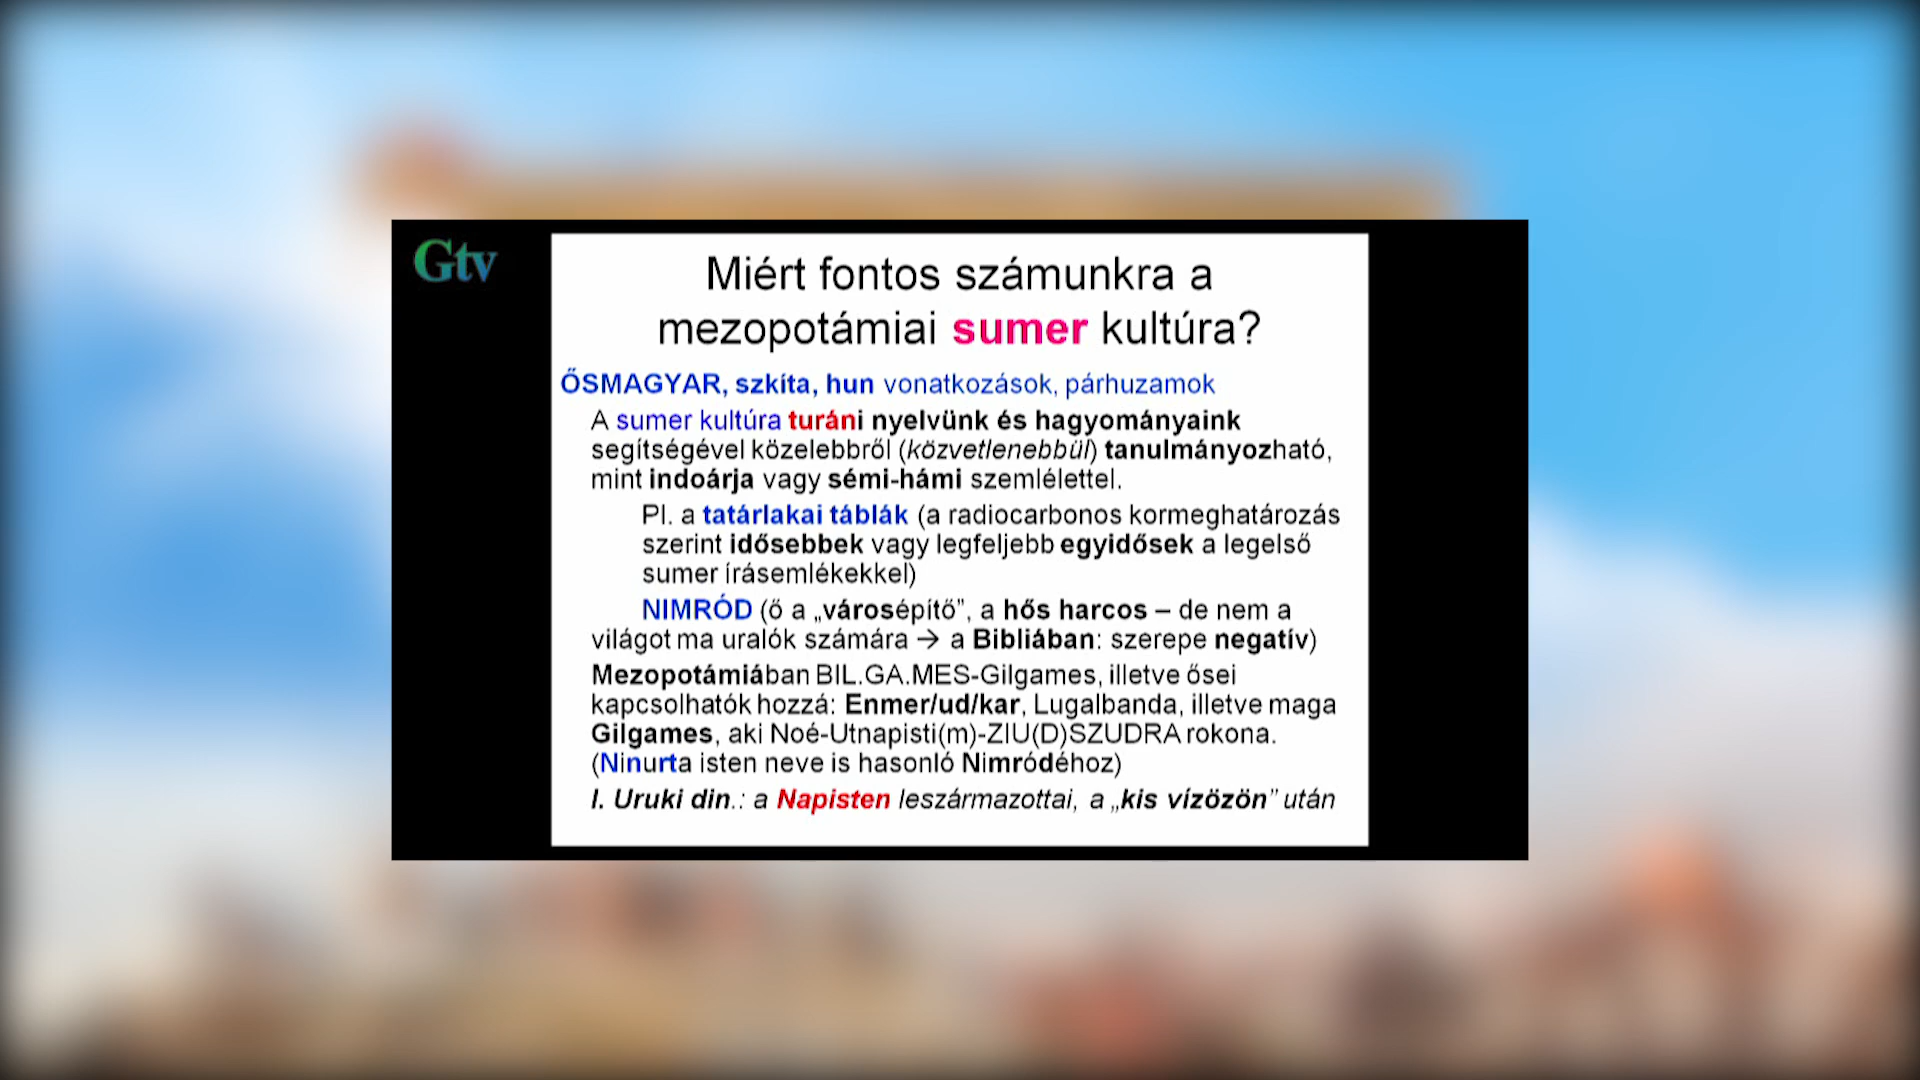 Gtv
Miért fontos számunkra a
mezopotámiai sumer kultúra?
ŐSMAGYAR, szkíta, hun vonatkozások, párhuzamok
A sumer kultúra turáni nyelvünk és hagyományaink
segítségével közelebbről (közvetlenebbül) tanulmányozható,
mint indoárja vagy sémi-hámi szemlélettel.
Pl. a tatárlakai táblák (a radiocarbonos kormeghatározás
szerint idősebbek vagy legfeljebb egyidősek a legelső
sumer írásemlékekkel)
NIMRÓD (ő a „városépítő”, a hős harcos – de nem a
világot ma uralók számára → a Bibliában: szerepe negatív)
Mezopotámiában BIL.GA.MES-Gilgames, illetve ősei
kapcsolhatók hozzá: Enmer/ud/kar, Lugalbanda, illetve maga
Gilgames, aki Noé-Utnapisti(m)-ZIU(D)SZUDRA rokona.
(Ninurta isten neve is hasonló Nimródéhoz)
I. Uruki din.: a Napisten leszármazottai, a „kis vízözön” után